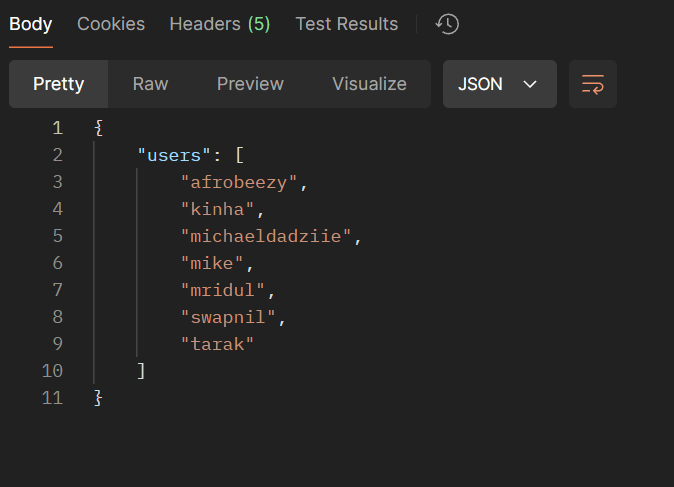 Body Cookies Headers (5) Test Results
Pretty Raw Preview Visualize JSON
1 {
2 "users": [
3 "afrobeezy",
4 "kinha",
5 "michaeldadziie",
6 "mike",
7 "mridul",
8 "swapnil",
9 "tarak"
10 ]
11 }